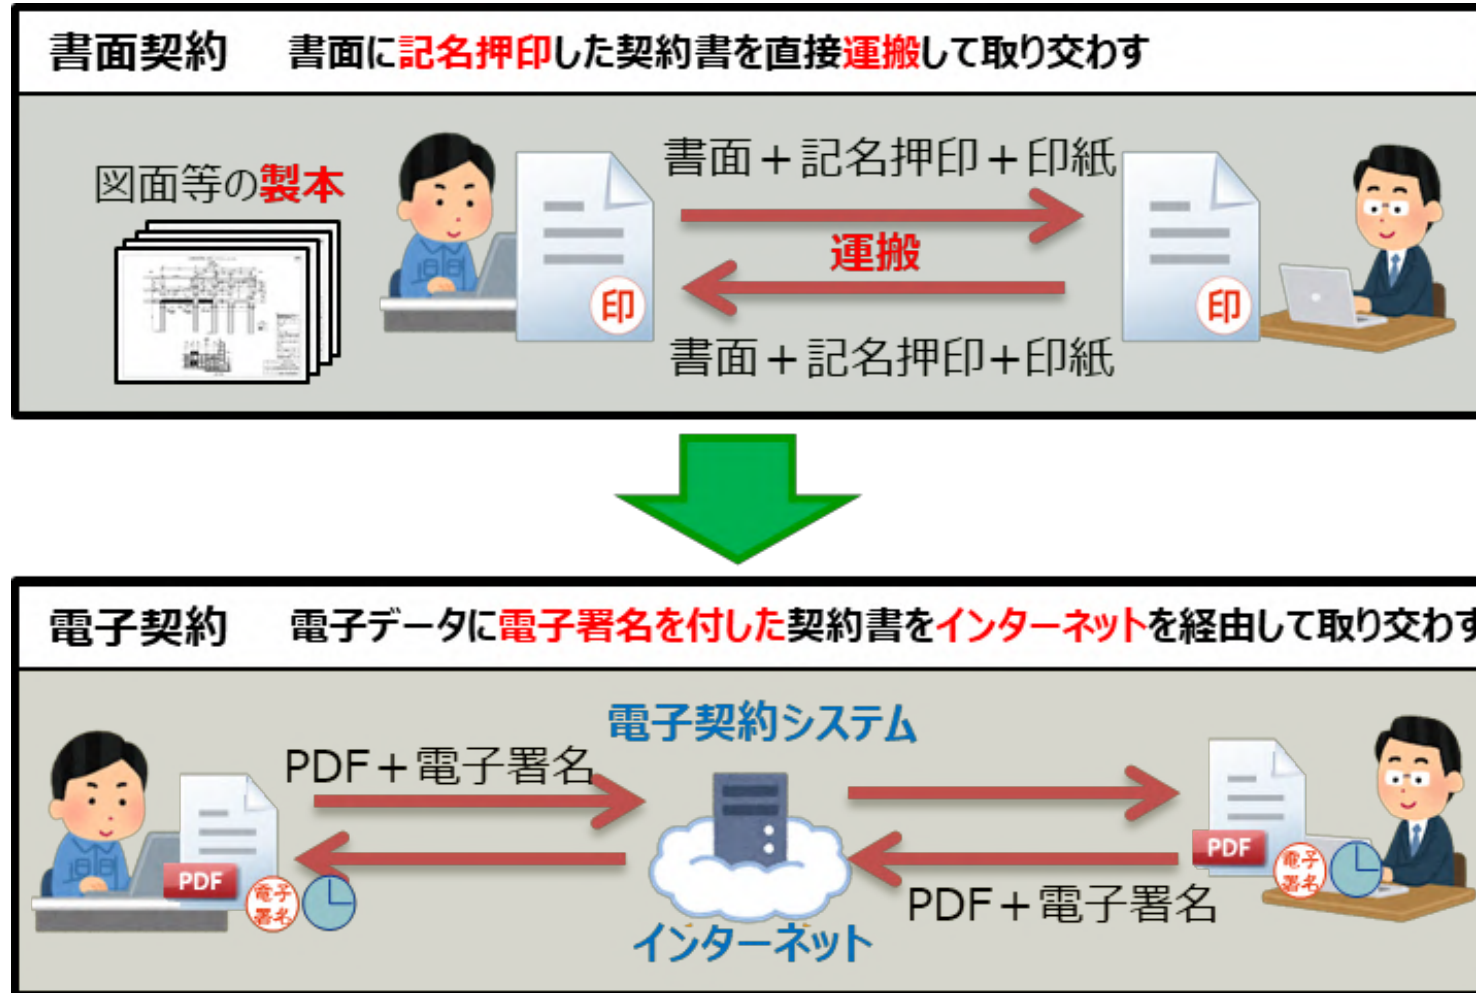 書面契約 書面に記名押印した契約書を直接運搬して取り交わす
図面等の製本
書面＋記名押印＋印紙
運搬
書面＋記名押印＋印紙
印
印
電子契約 電子データに電子署名を付した契約書をインターネットを経由して取り交わす
電子契約システム
PDF＋電子署名
PDF
電子
署名
インターネット
PDF＋電子署名
PDF
電子
署名